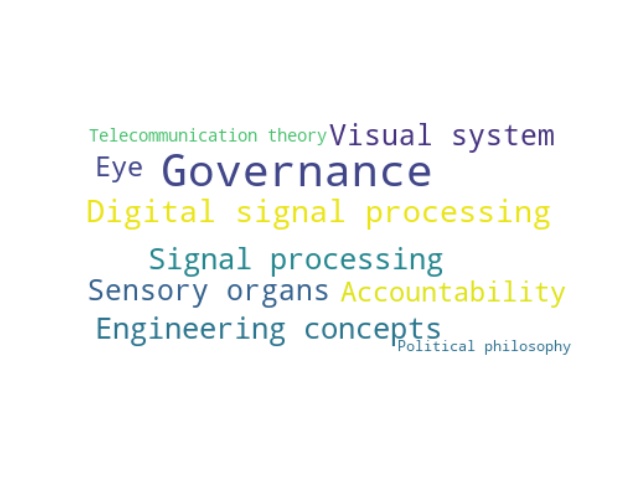 Telecommunication theory Visual system
Eye Governance
Digital signal processing
Signal processing
Sensory organs Accountability
Engineering concepts
Political philosophy